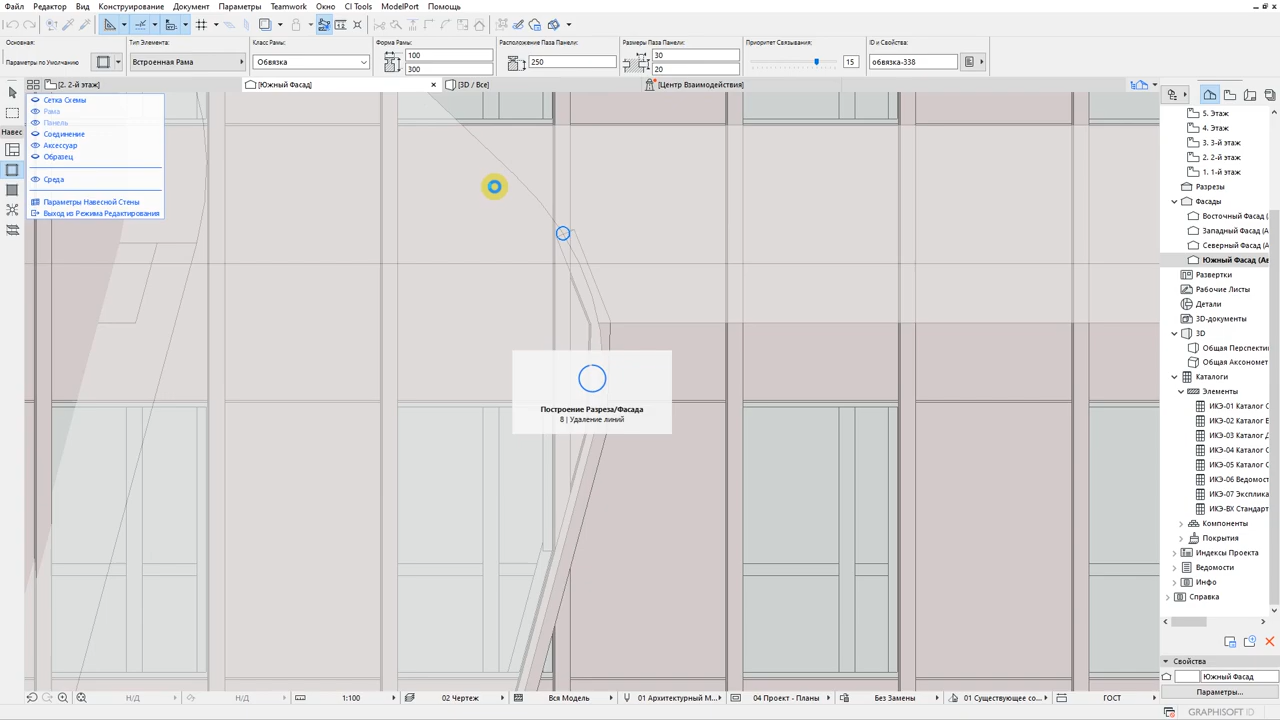 Файл Редактор Вид Конструирование Документ Параметры Teamwork Окно CI Tools ModelPort Помощь
Основная: Тип Элемента: Класс Рамы: Форма Рамы: Расположение Паза Панели: Размеры Паза Панели: Приоритет Связывания: ID и Свойства:
Параметры по Умолчанию Встроенная Рама Обвязка 100 300 250 30 20 15 обвязка-338
[2. 2-й этаж] [Южный Фасад] [3D / Все] [Центр Взаимодействия]
Сетка Схемы
Рама
Панель
Навес
Соединение
Аксессуар
Образец
Среда
Параметры Навесной Стены
Выход из Режима Редактирования
Построение Разреза/Фасада
8 | Удаление линий
5. Этаж
4. Этаж
3. 3-й этаж
2. 2-й этаж
1. 1-й этаж
Разрезы
Фасады
Восточный Фасад (А
Западный Фасад (А
Северный Фасад (А
Южный Фасад (Ав
Развертки
Рабочие Листы
Детали
3D-документы
3D
Общая Перспекти
Общая Аксономет
Каталоги
Элементы
ИКЭ-01 Каталог С
ИКЭ-02 Каталог Е
ИКЭ-03 Каталог Д
ИКЭ-04 Каталог С
ИКЭ-05 Каталог С
ИКЭ-06 Ведомост
ИКЭ-07 Экспликa
ИКЭ-ВХ Стандарт
Компоненты
Покрытия
Индексы Проекта
Ведомости
Инфо
Справка
Свойства
Южный Фасад
Параметры...
Н/Д Н/Д 1:100 02 Чертеж Вся Модель 01 Архитектурный М... 04 Проект - Планы Без Замены 01 Существующее со... ГОСТ
GRAPHISOFT ID